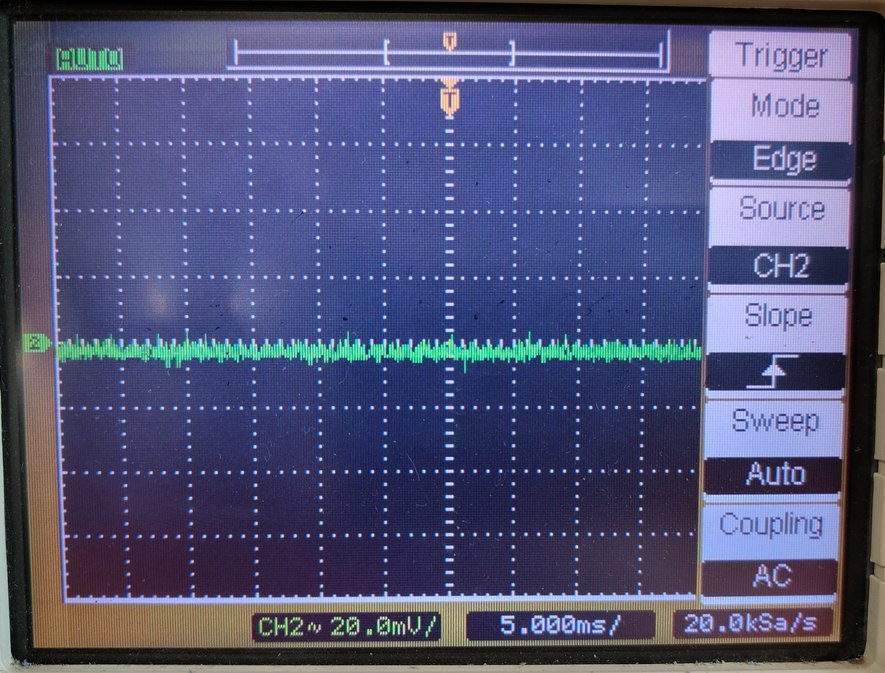 AUTO
T
T
2
Trigger
Mode
Edge
Source
CH2
Slope
Sweep
Auto
Coupling
AC
CH2~ 20.0mV/ 5.000ms/ 20.0kSa/s